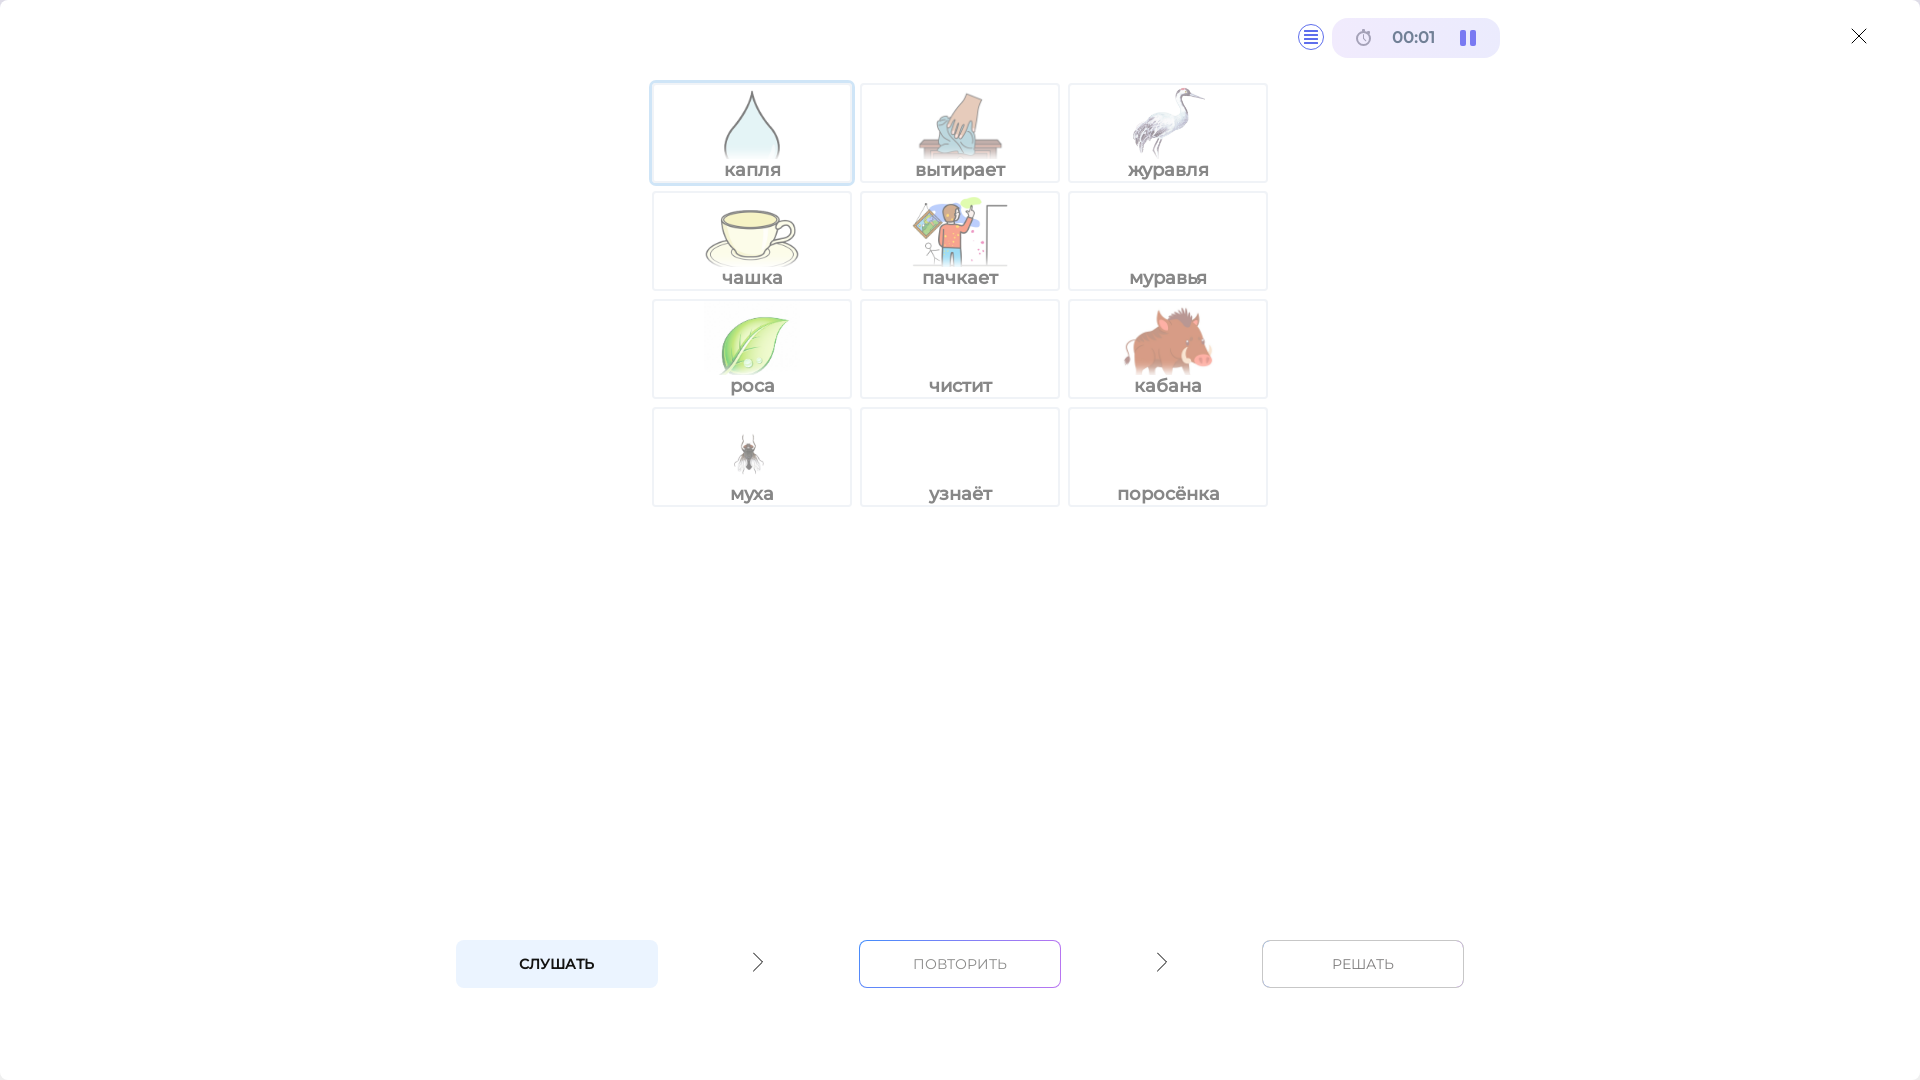 00:01
капля
вытирает
журавля
чашка
пачкает
муравья
роса
чистит
кабана
муха
узнаёт
поросёнка
СЛУШАТЬ
ПОВТОРИТЬ
РЕШАТЬ